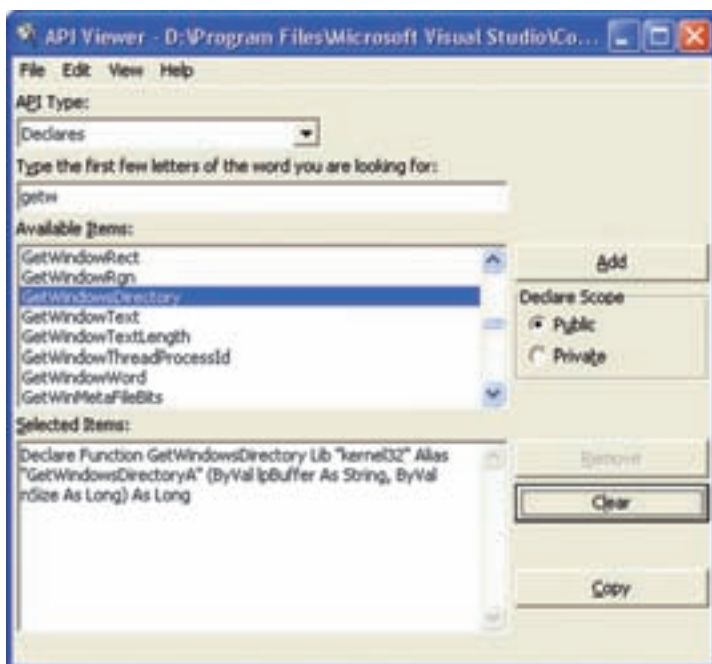 API Viewer - D:\Program Files\Microsoft Visual Studio\Co...
File Edit View Help
API Type:
Declares
Type the first few letters of the word you are looking for:
getw
Available Items:
GetWindowRect
GetWindowRgn
GetWindowsDirectory
GetWindowText
GetWindowTextLength
GetWindowThreadProcessId
GetWindowWord
GetWinMetaFileBits
Add
Declare Scope
Public
Private
Selected Items:
Declare Function GetWindowsDirectory Lib "kernel32" Alias
"GetWindowsDirectoryA" (ByVal lpBuffer As String, ByVal
nSize As Long) As Long
Remove
Clear
Copy